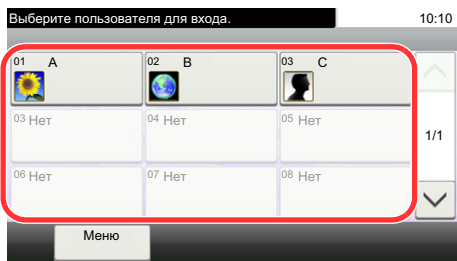 Выберите пользователя для входа. 10:10
01 A 02 B 03 C
03 Нет 04 Нет 05 Нет
1/1
06 Нет 07 Нет 08 Нет
Меню